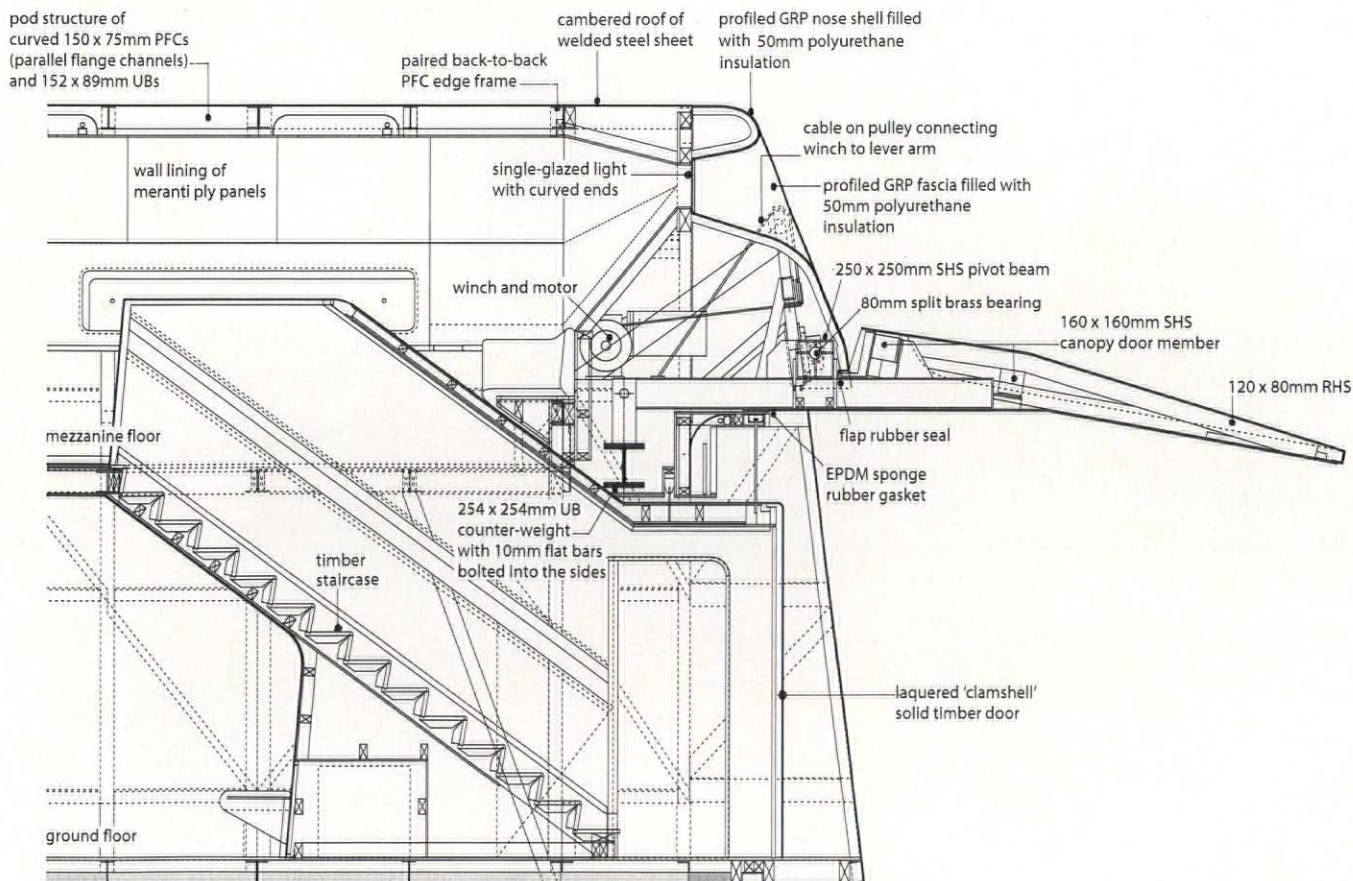 pod structure of
curved 150 x 75mm PFCs
(parallel flange channels)
and 152 x 89mm UBs
paired back-to-back
PFC edge frame
cambered roof of
welded steel sheet
profiled GRP nose shell filled
with 50mm polyurethane
insulation
cable on pulley connecting
winch to lever arm
wall lining of
meranti ply panels
single-glazed light
with curved ends
profiled GRP fascia filled with
50mm polyurethane
insulation
winch and motor
250 x 250mm SHS pivot beam
80mm split brass bearing
160 x 160mm SHS
canopy door member
120 x 80mm RHS
mezzanine floor
flap rubber seal
EPDM sponge
rubber gasket
254 x 254mm UB
counter-weight
with 10mm flat bars
bolted into the sides
timber
staircase
laquered 'clamshell'
solid timber door
ground floor